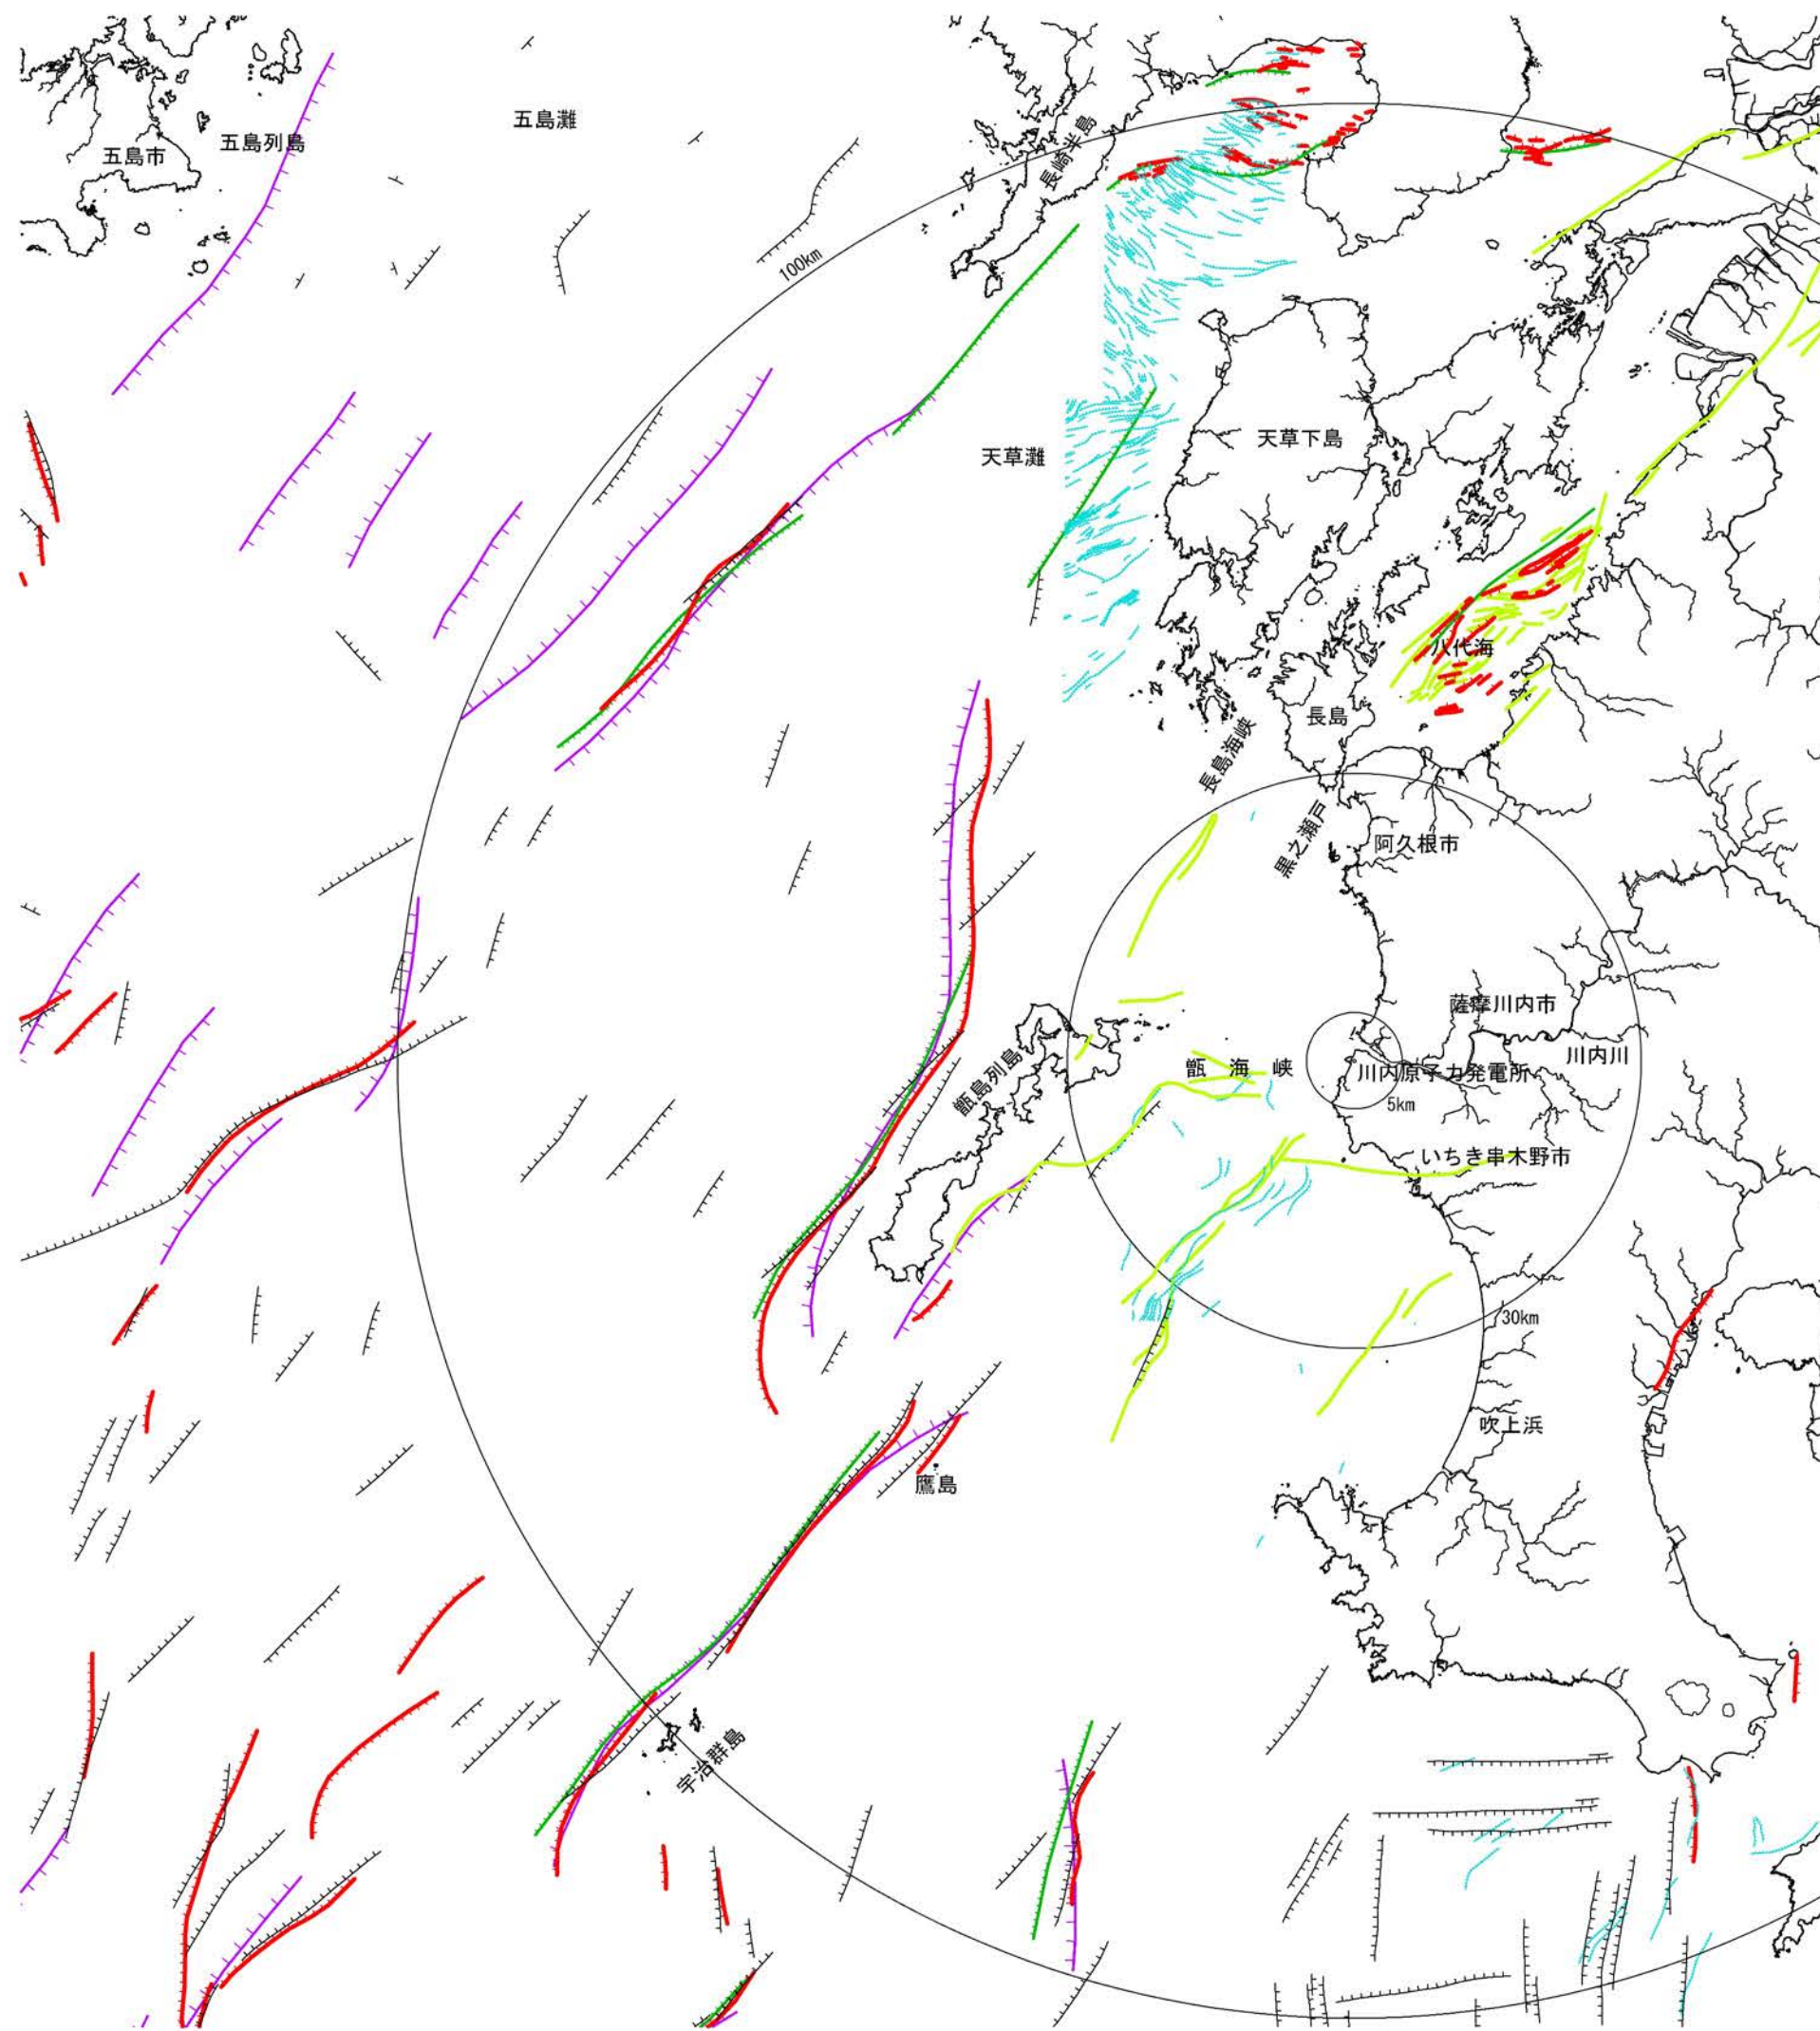 五島灘
五島列島
五島市
長崎半島
100km
天草下島
天草灘
八代海
長島
長島海峡
黒之瀬戸
阿久根市
薩摩川内市
川内川
甑 海 峡
川内原子力発電所
甑島列島
5km
いちき串木野市
30km
吹上浜
鷹島
宇治群島